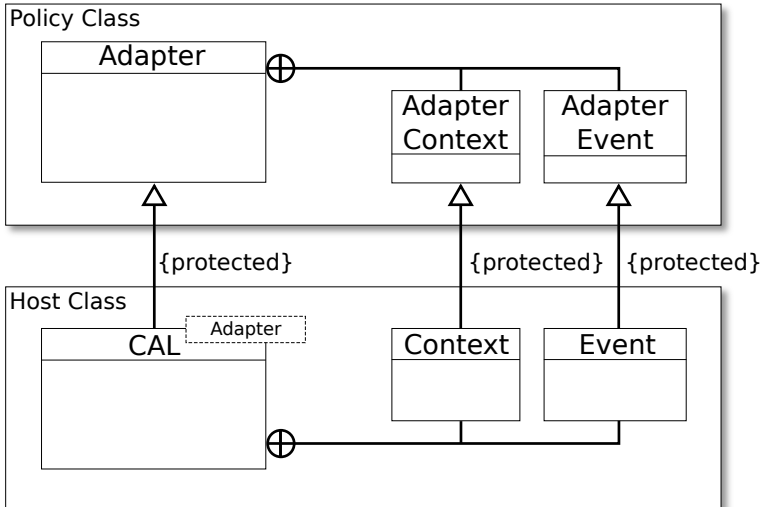 Policy Class
Adapter
Adapter
Context
Adapter
Event
{protected}
{protected}
{protected}
Host Class
Adapter
CAL
Context
Event